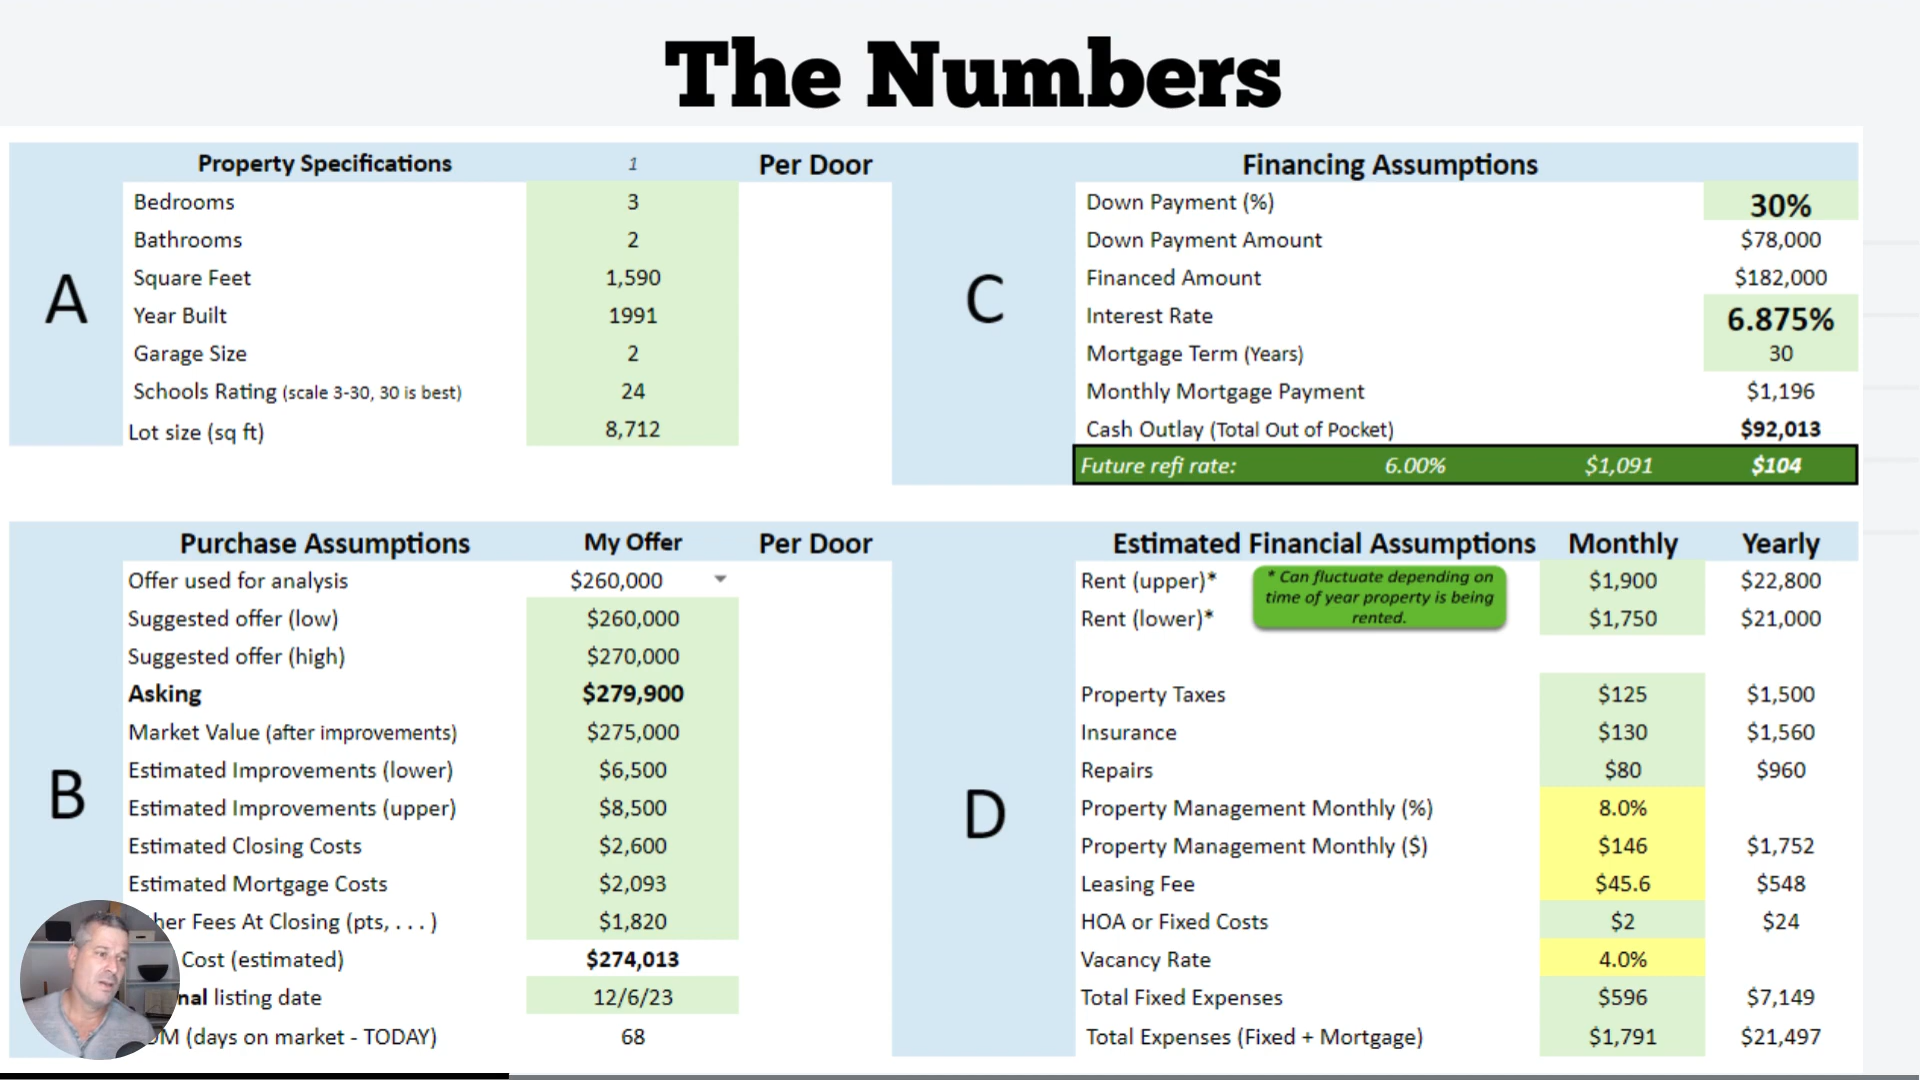 The Numbers
Property Specifications 1 Per Door
A
Bedrooms 3
Bathrooms 2
Square Feet 1,590
Year Built 1991
Garage Size 2
Schools Rating (scale 3-30, 30 is best) 24
Lot size (sq ft) 8,712
Financing Assumptions
C
Down Payment (%) 30%
Down Payment Amount $78,000
Financed Amount $182,000
Interest Rate 6.875%
Mortgage Term (Years) 30
Monthly Mortgage Payment $1,196
Cash Outlay (Total Out of Pocket) $92,013
Future refi rate: 6.00% $1,091 $104
Purchase Assumptions My Offer Per Door
B
Offer used for analysis $260,000
Suggested offer (low) $260,000
Suggested offer (high) $270,000
Asking $279,900
Market Value (after improvements) $275,000
Estimated Improvements (lower) $6,500
Estimated Improvements (upper) $8,500
Estimated Closing Costs $2,600
Estimated Mortgage Costs $2,093
Fees At Closing (pts, . . . ) $1,820
Cost (estimated) $274,013
listing date 12/6/23
(days on market - TODAY) 68
Estimated Financial Assumptions Monthly Yearly
D
Rent (upper)* $1,900 $22,800
Rent (lower)* $1,750 $21,000
* Can fluctuate depending on
time of year property is being
rented.
Property Taxes $125 $1,500
Insurance $130 $1,560
Repairs $80 $960
Property Management Monthly (%) 8.0%
Property Management Monthly ($) $146 $1,752
Leasing Fee $45.6 $548
HOA or Fixed Costs $2 $24
Vacancy Rate 4.0%
Total Fixed Expenses $596 $7,149
Total Expenses (Fixed + Mortgage) $1,791 $21,497